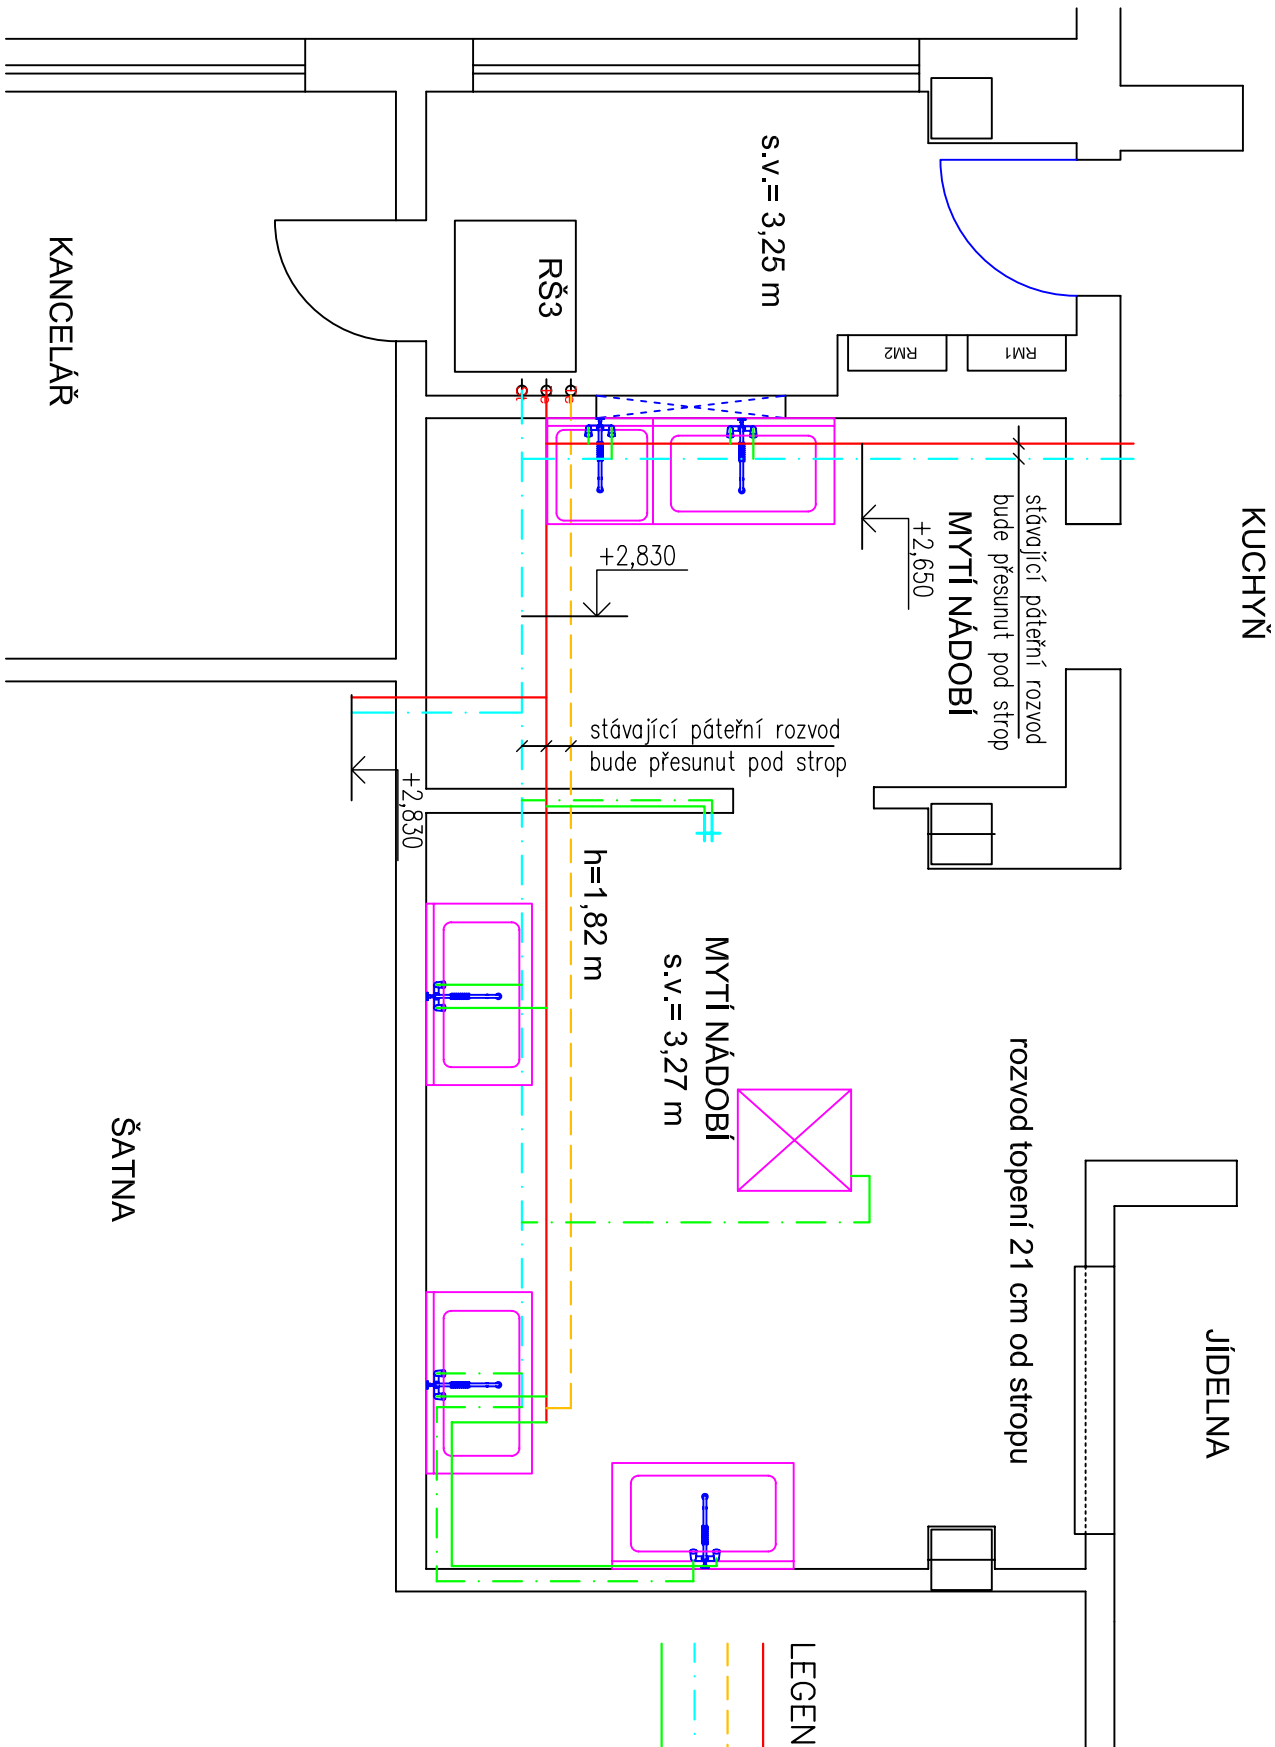 KUCHYŇ
s.v.= 3,25 m
RŠ3
KANCELÁŘ
RM2
RM1
stávající páteřní rozvod
bude přesunut pod strop
MYTÍ NÁDOBÍ
+2,650
+2,830
stávající páteřní rozvod
bude přesunut pod strop
+2,830
h=1,82 m
MYTÍ NÁDOBÍ
s.v.= 3,27 m
rozvod topení 21 cm od stropu
JÍDELNA
ŠATNA
LEGEN